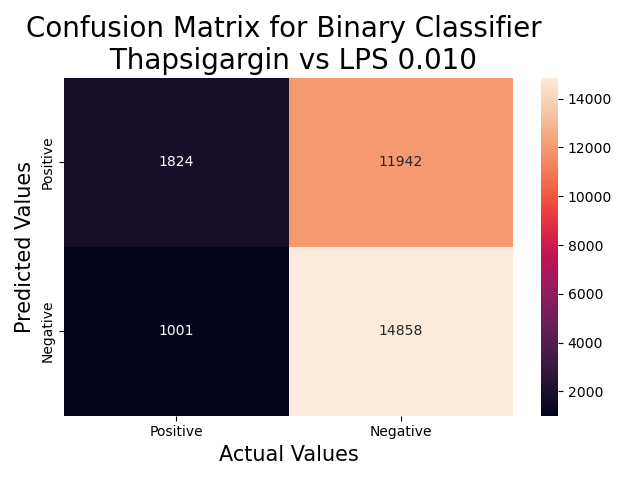 Confusion Matrix for Binary Classifier
Thapsigargin vs LPS 0.010
Predicted Values
Positive
Negative
1824
11942
1001
14858
Positive
Negative
Actual Values
14000
12000
10000
8000
6000
4000
2000